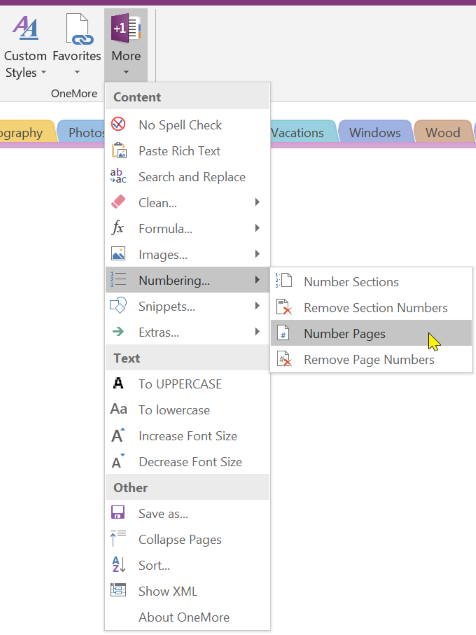 Custom Styles
Favorites
More
OneMore
ography
Photos
Vacations
Windows
Wood
Content
No Spell Check
Paste Rich Text
Search and Replace
Clean...
Formula...
Images...
Numbering...
Snippets...
Extras...
Number Sections
Remove Section Numbers
Number Pages
Remove Page Numbers
Text
To UPPERCASE
To lowercase
Increase Font Size
Decrease Font Size
Other
Save as...
Collapse Pages
Sort...
Show XML
About OneMore